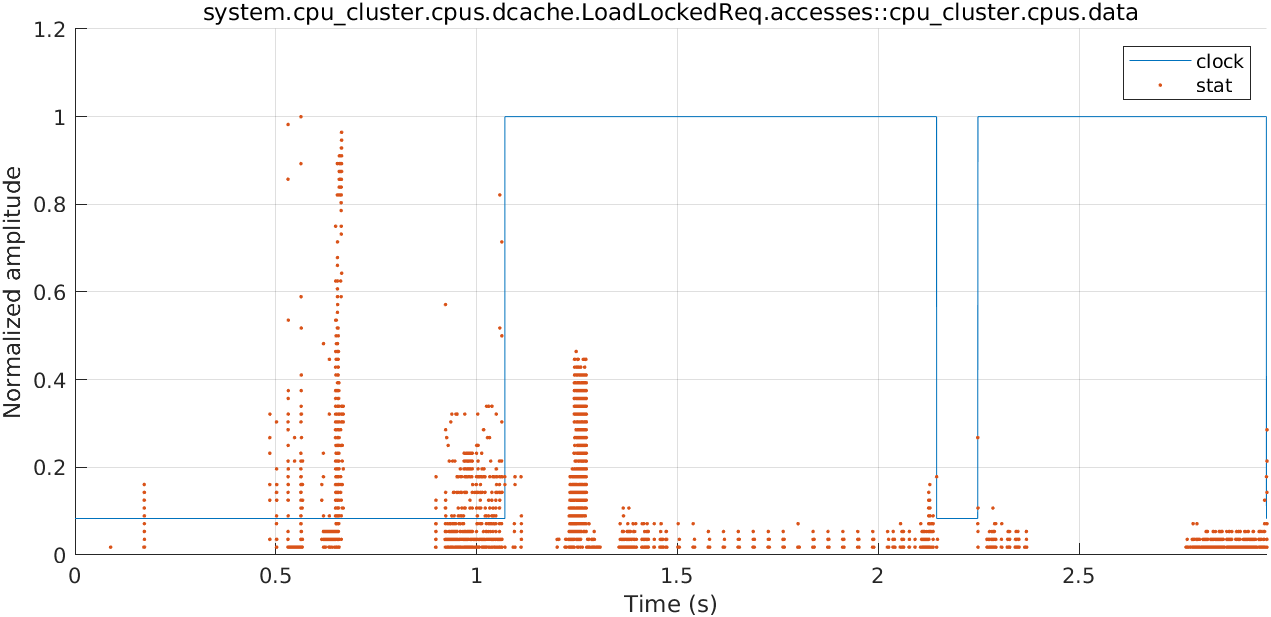 system.cpu_cluster.cpus.dcache.LoadLockedReq.accesses::cpu_cluster.cpus.data
1.2
1
0.8
0.6
0.4
0.2
0
Normalized amplitude
clock
stat
0 0.5 1 1.5 2 2.5
Time (s)